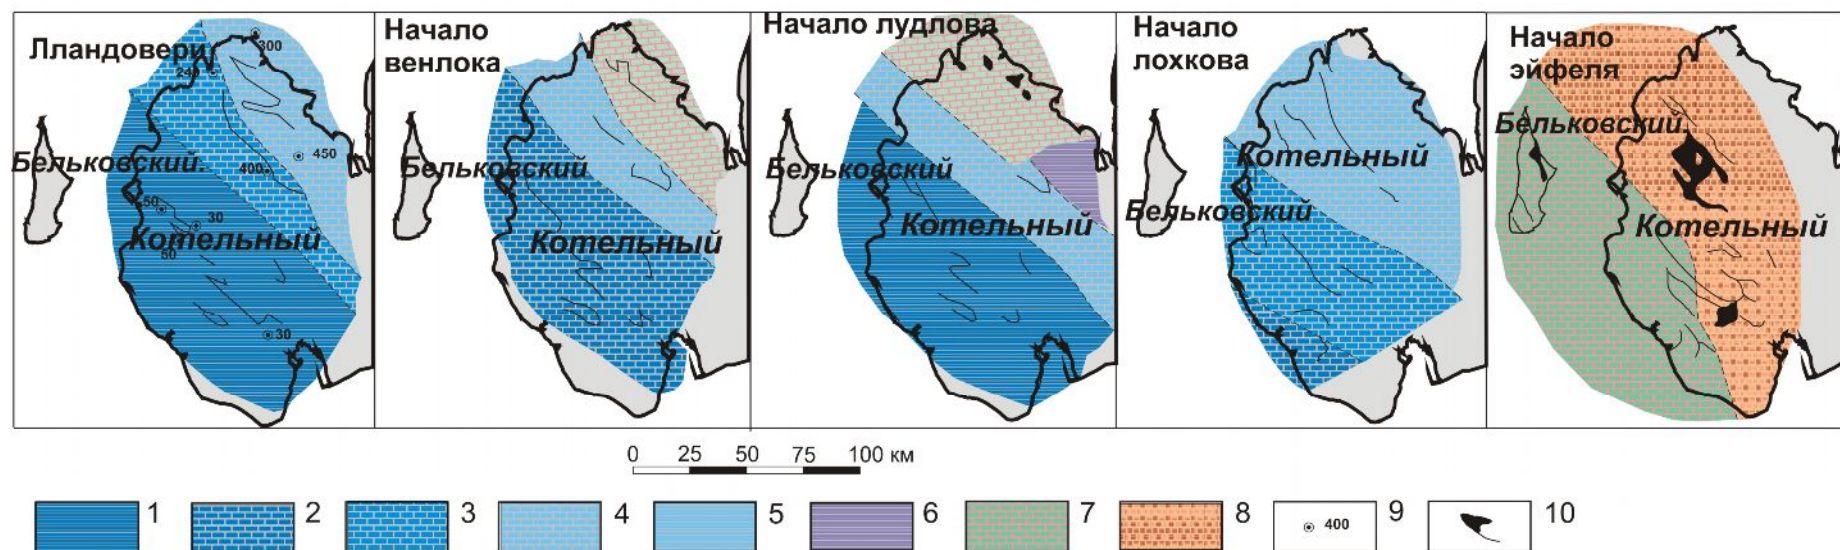 Лландовери
300
240
Бельковский.
450
400
50
30
Котельный
50
30
Начало
венлока
Бельковский
Котельный
Начало лудлова
Бельковский
Котельный
Начало
лохкова
Котельный
Бельковский
Начало
эйфеля
Бельковский.
Котельный
0 25 50 75 100 км
1 2 3 4 5 6 7 8 400 9 10